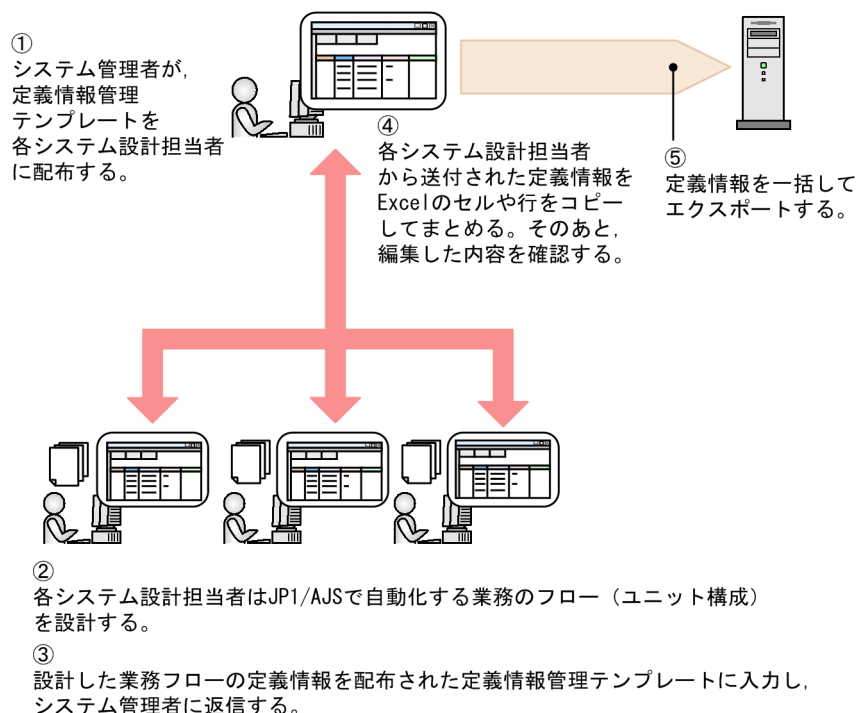 ①
システム管理者が,
定義情報管理
テンプレートを
各システム設計担当者
に配布する。
④
各システム設計担当者
から送付された定義情報を
Excelのセルや行をコピー
してまとめる。そのあと,
編集した内容を確認する。
⑤
定義情報を一括して
エクスポートする。
②
各システム設計担当者はJP1/AJSで自動化する業務のフロー（ユニット構成）
を設計する。
③
設計した業務フローの定義情報を配布された定義情報管理テンプレートに入力し,
システム管理者に返信する。